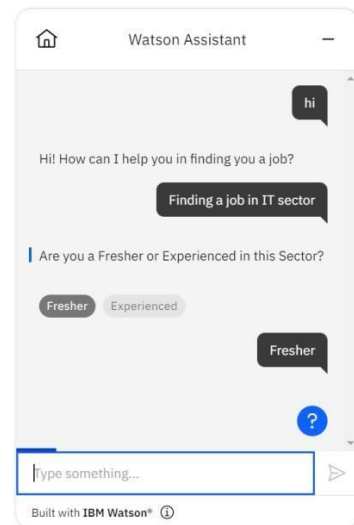 Watson Assistant
hi
Hi! How can I help you in finding you a job?
Finding a job in IT sector
Are you a Fresher or Experienced in this Sector?
Fresher Experienced
Fresher
?
Type something...
Built with IBM Watson®